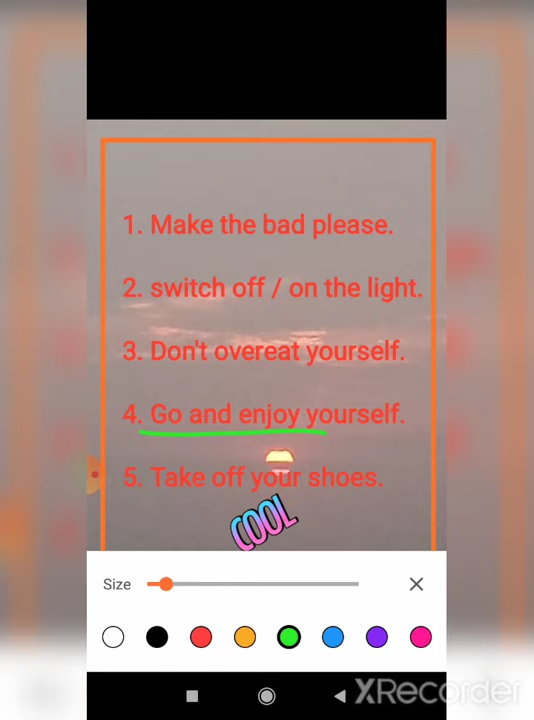 1. Make the bad please.
2. switch off / on the light.
3. Don't overeat yourself.
4. Go and enjoy yourself.
5. Take off your shoes.
COOL
Size
XRecorder